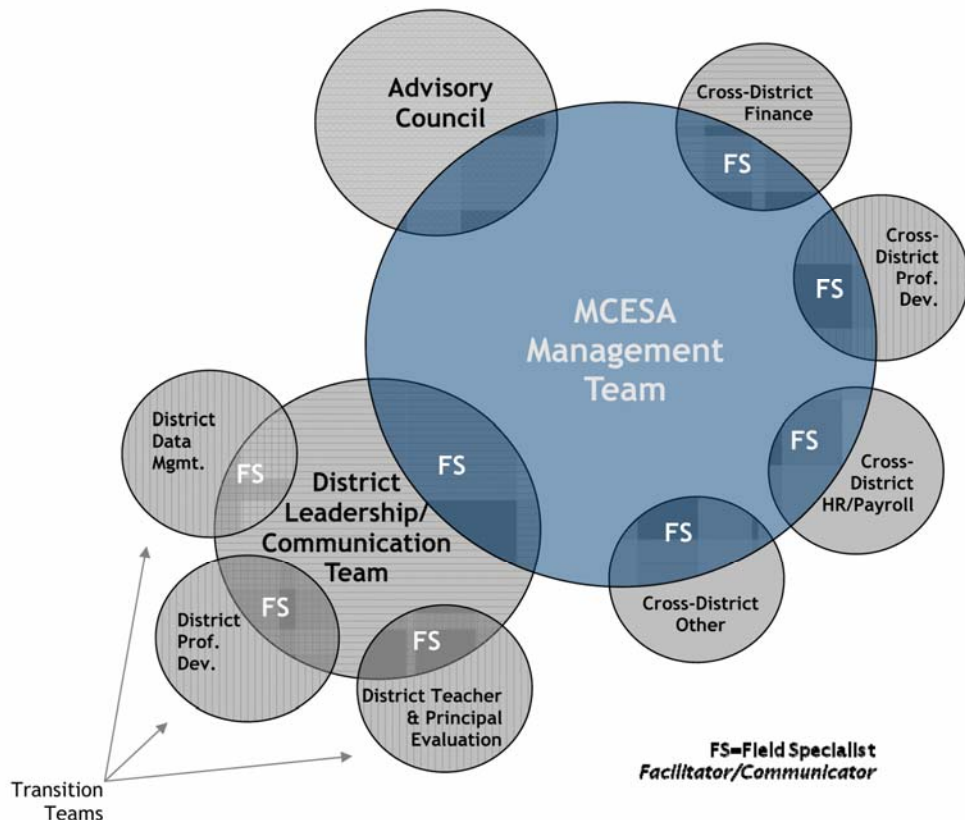 Advisory
Council
Cross-District
Finance
FS
Cross-
District
Prof.
Dev.
FS
MCESA
Management
Team
FS
Cross-
District
HR/Payroll
FS
Cross-District
Other
FS
District
Leadership/
Communication
Team
District
Data
Mgmt.
FS
District
Prof.
Dev.
FS
FS
District Teacher
& Principal
Evaluation
Transition
Teams
FS=Field Specialist
Facilitator/Communicator